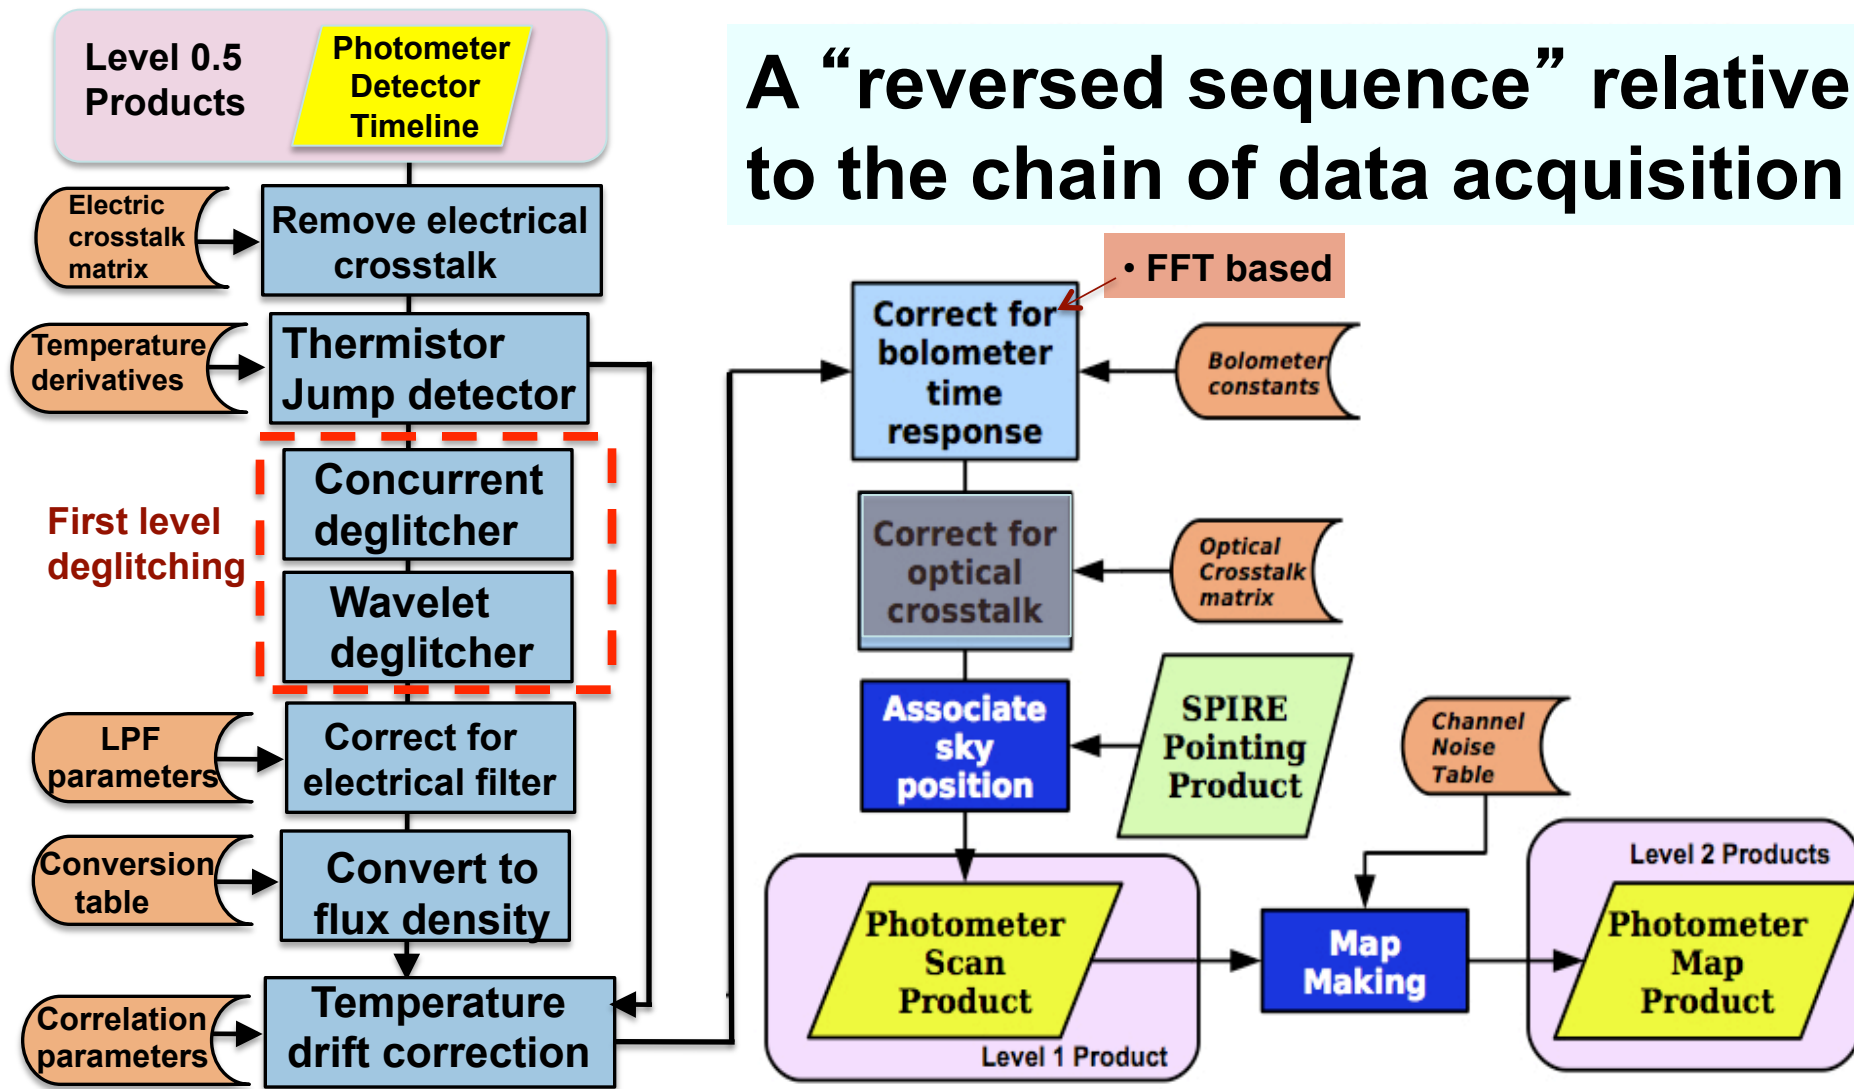 Level 0.5
Products
Photometer
Detector
Timeline
A “reversed sequence” relative
to the chain of data acquisition
Electric
crosstalk
matrix
Remove electrical
crosstalk
Temperature
derivatives
Thermistor
Jump detector
First level
deglitching
Concurrent
deglitcher
Wavelet
deglitcher
LPF
parameters
Correct for
electrical filter
Conversion
table
Convert to
flux density
Correlation
parameters
Temperature
drift correction
• FFT based
Correct for
bolometer
time
response
Bolometer
constants
Correct for
optical
crosstalk
Optical
Crosstalk
matrix
Associate
sky
position
SPIRE
Pointing
Product
Channel
Noise
Table
Photometer
Scan
Product
Level 1 Product
Map
Making
Level 2 Products
Photometer
Map
Product